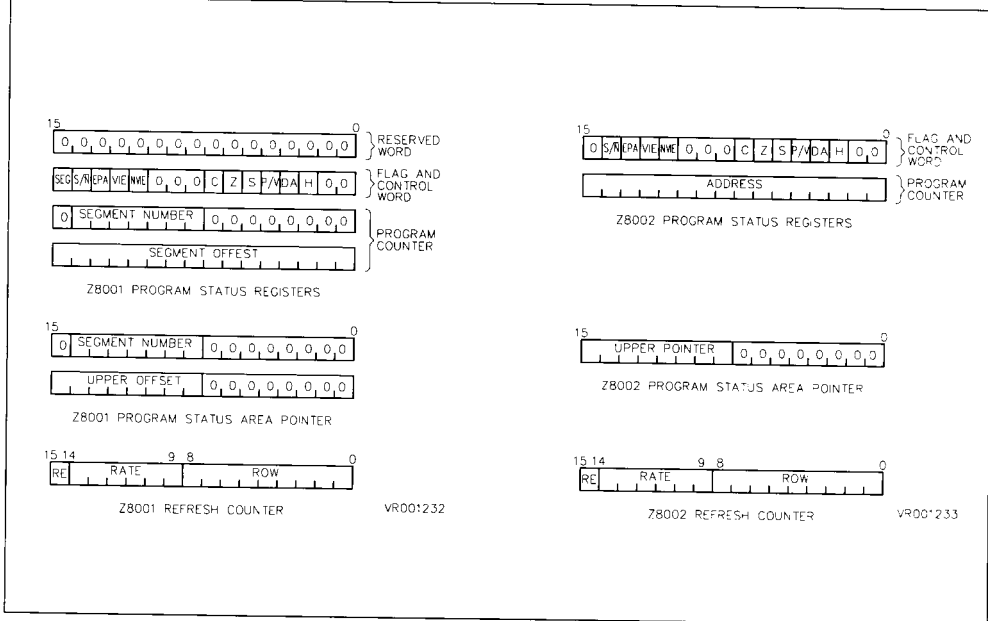 15 0
0 0 0 0 0 0 0 0 0 0 0 0 0 0 0 0 RESERVED
WORD
SEG S/N̅ EPA VIE NVIE 0 0 0 C Z S P/V DA H 0 0 FLAG AND
CONTROL
WORD
0 SEGMENT NUMBER 0 0 0 0 0 0 0 0
PROGRAM
COUNTER
SEGMENT OFFEST
Z8001 PROGRAM STATUS REGISTERS
15 0
0 SEGMENT NUMBER 0 0 0 0 0 0 0 0
UPPER OFFSET 0 0 0 0 0 0 0 0
Z8001 PROGRAM STATUS AREA POINTER
15 14 9 8 0
RE RATE ROW
Z8001 REFRESH COUNTER VR001232
15 0
0 S/N̅ EPA VIE NVIE 0 0 0 C Z S P/V DA H 0 0 FLAG AND
CONTROL
WORD
ADDRESS PROGRAM
COUNTER
Z8002 PROGRAM STATUS REGISTERS
15 0
UPPER POINTER 0 0 0 0 0 0 0 0
Z8002 PROGRAM STATUS AREA POINTER
15 14 9 8 0
RE RATE ROW
Z8002 REFRESH COUNTER VR001233